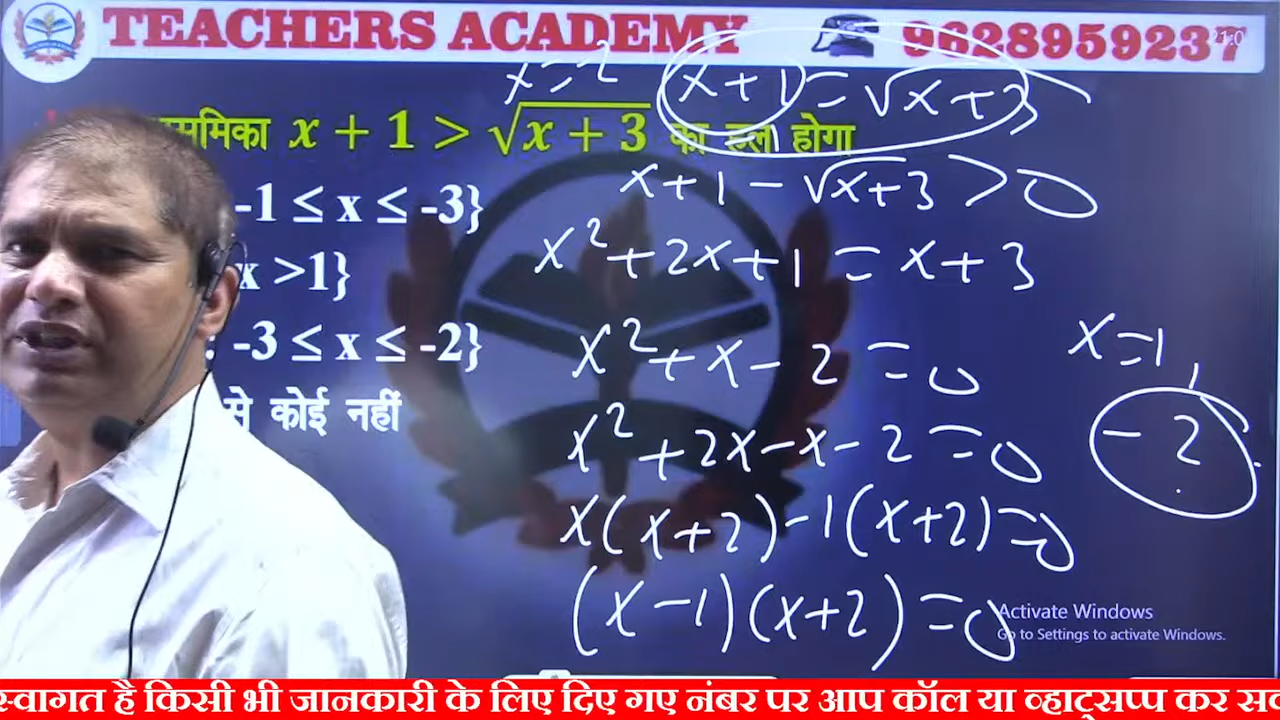 TEACHERS ACADEMY 9628959237
x = 2 x+1 = √x+3
x + 1 > √x + 3 का हल होगा
x+1 - √x+3 > 0
-1 ≤ x ≤ -3}
x² + 2x + 1 = x + 3
x >1}
x² + x - 2 = 0
x = 1,
- 2
: -3 ≤ x ≤ -2}
से कोई नहीं
x² + 2x - x - 2 = 0
x(x+2) - 1(x+2) = 0
(x - 1)(x+2) = 0
Activate Windows
Go to Settings to activate Windows.
स्वागत है किसी भी जानकारी के लिए दिए गए नंबर पर आप कॉल या व्हाट्सप्प कर